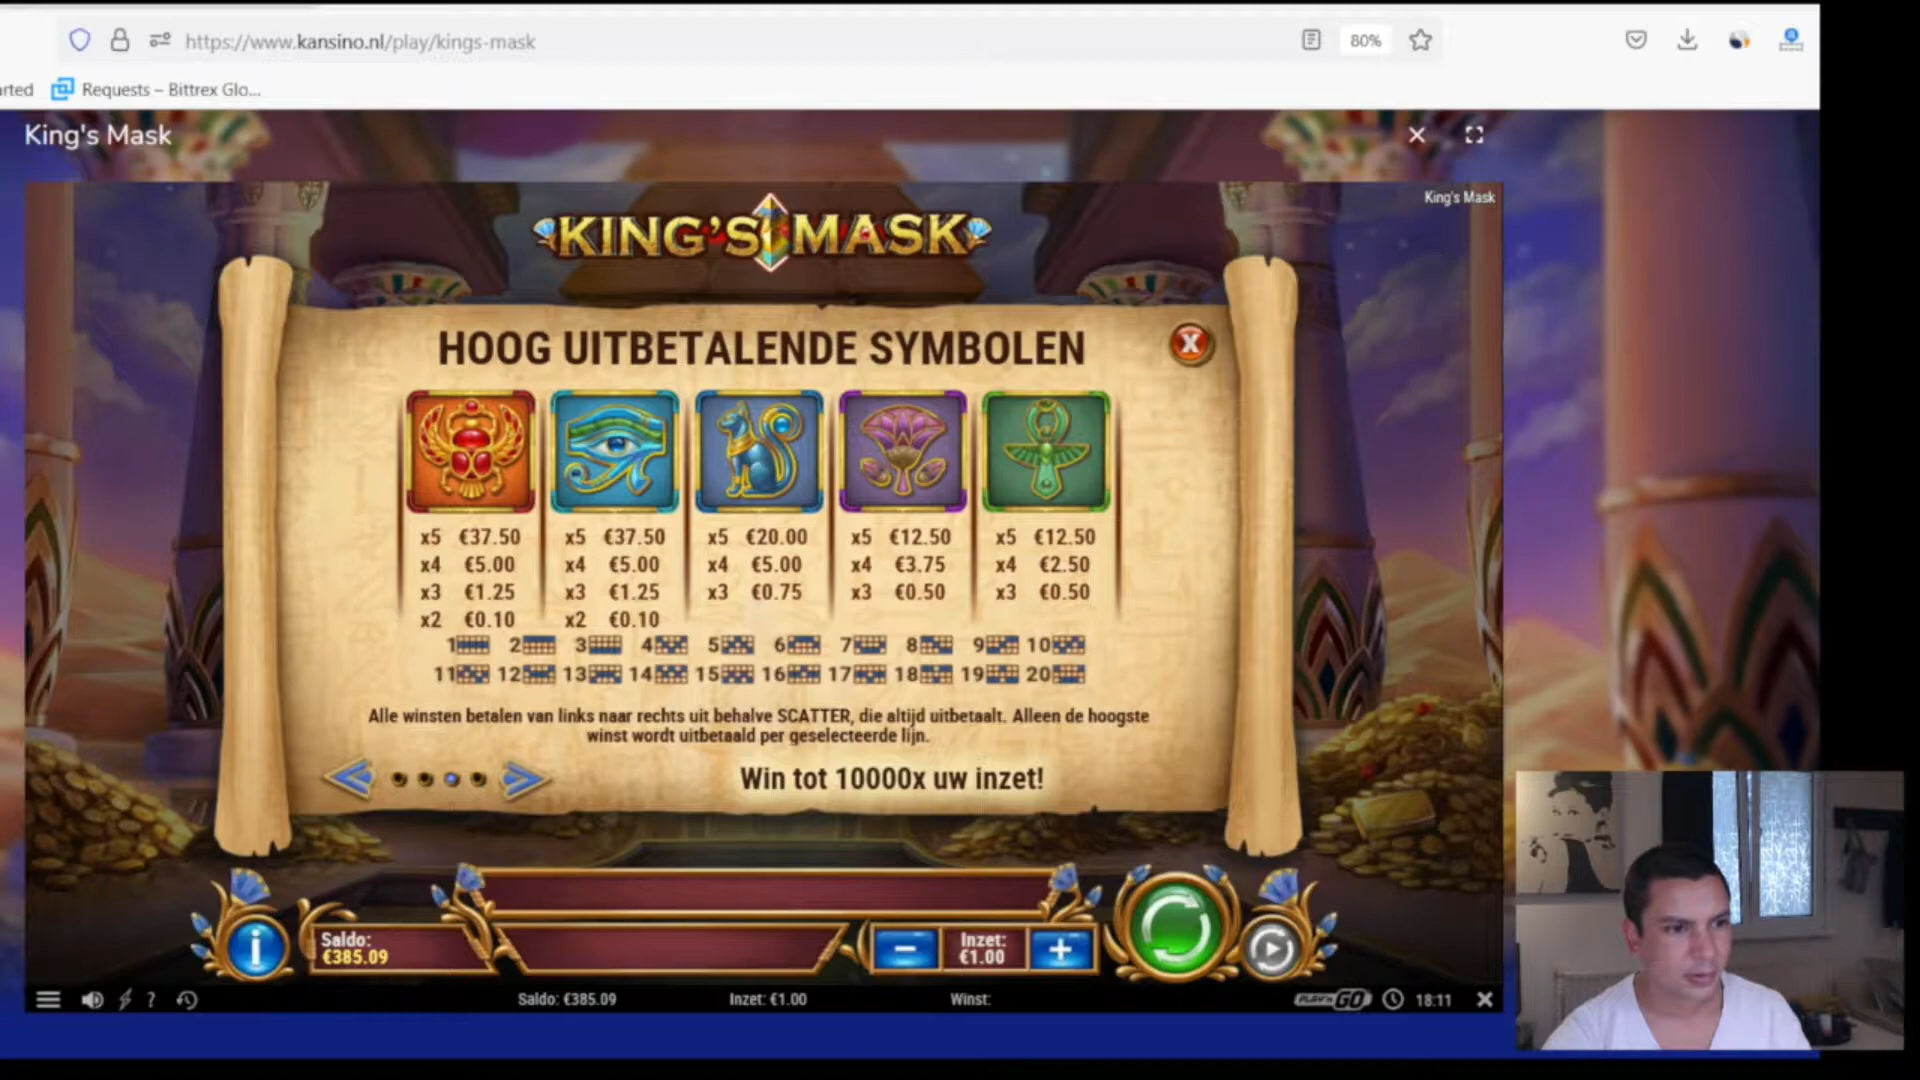 https://www.kansino.nl/play/kings-mask
80%
arted
Requests – Bittrex Glo...
King's Mask
King's Mask
KING'S MASK
HOOG UITBETALENDE SYMBOLEN
X
x5 €37.50 x5 €37.50 x5 €20.00 x5 €12.50 x5 €12.50
x4 €5.00 x4 €5.00 x4 €5.00 x4 €3.75 x4 €2.50
x3 €1.25 x3 €1.25 x3 €0.75 x3 €0.50 x3 €0.50
x2 €0.10 x2 €0.10
1 2 3 4 5 6 7 8 9 10
11 12 13 14 15 16 17 18 19 20
Alle winsten betalen van links naar rechts uit behalve SCATTER, die altijd uitbetaalt. Alleen de hoogste
winst wordt uitbetaald per geselecteerde lijn.
Win tot 10000x uw inzet!
Saldo:
€385.09
Inzet:
€1.00
Saldo: €385.09 Inzet: €1.00 Winst:
PLAY'N GO
18:11